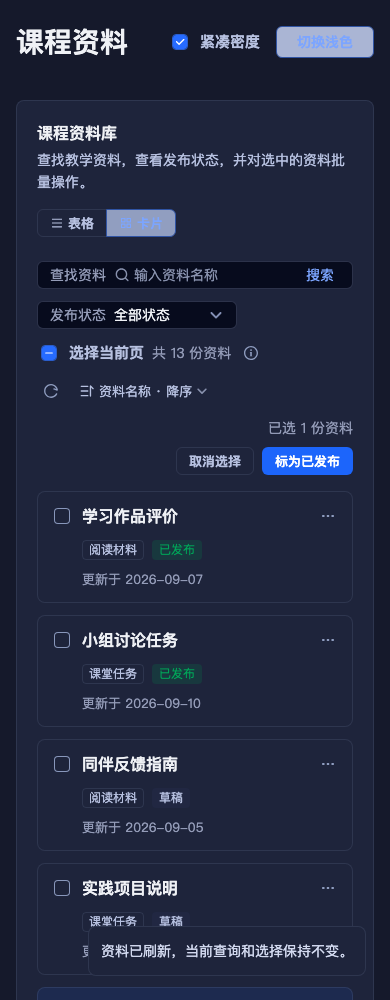 课程资料
紧凑密度
切换浅色
课程资料库
查找教学资料，查看发布状态，并对选中的资料批
量操作。
表格
卡片
查找资料 输入资料名称 搜索
发布状态 全部状态
选择当前页 共 13 份资料
资料名称 · 降序
已选 1 份资料
取消选择 标为已发布
学习作品评价
阅读材料 已发布
更新于 2026-09-07
小组讨论任务
课堂任务 已发布
更新于 2026-09-10
同伴反馈指南
阅读材料 草稿
更新于 2026-09-05
实践项目说明
课堂任务 草稿
资料已刷新，当前查询和选择保持不变。